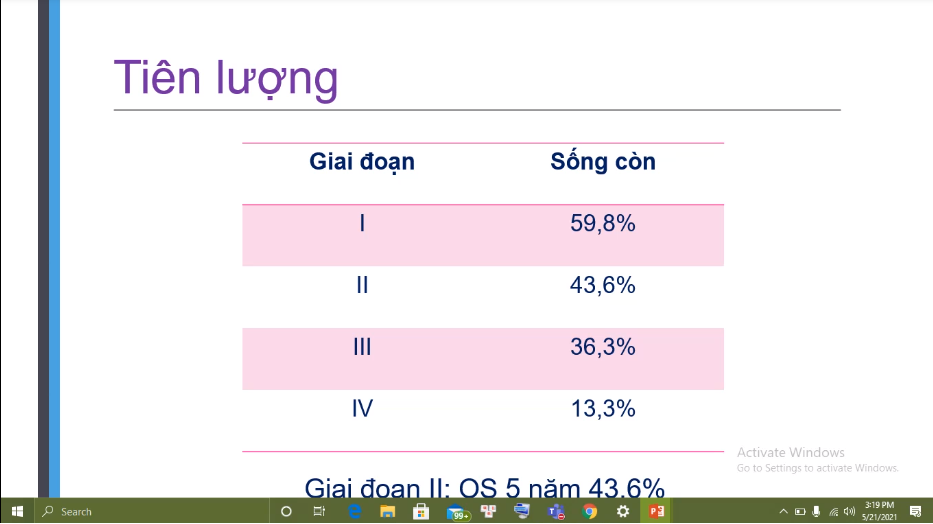 Tiên lượng
Giai đoạn Sống còn
I 59,8%
II 43,6%
III 36,3%
IV 13,3%
Giai đoạn II: OS 5 năm 43,6%
Activate Windows
Go to Settings to activate Windows.
Search
99+
3:19 PM
5/21/2021